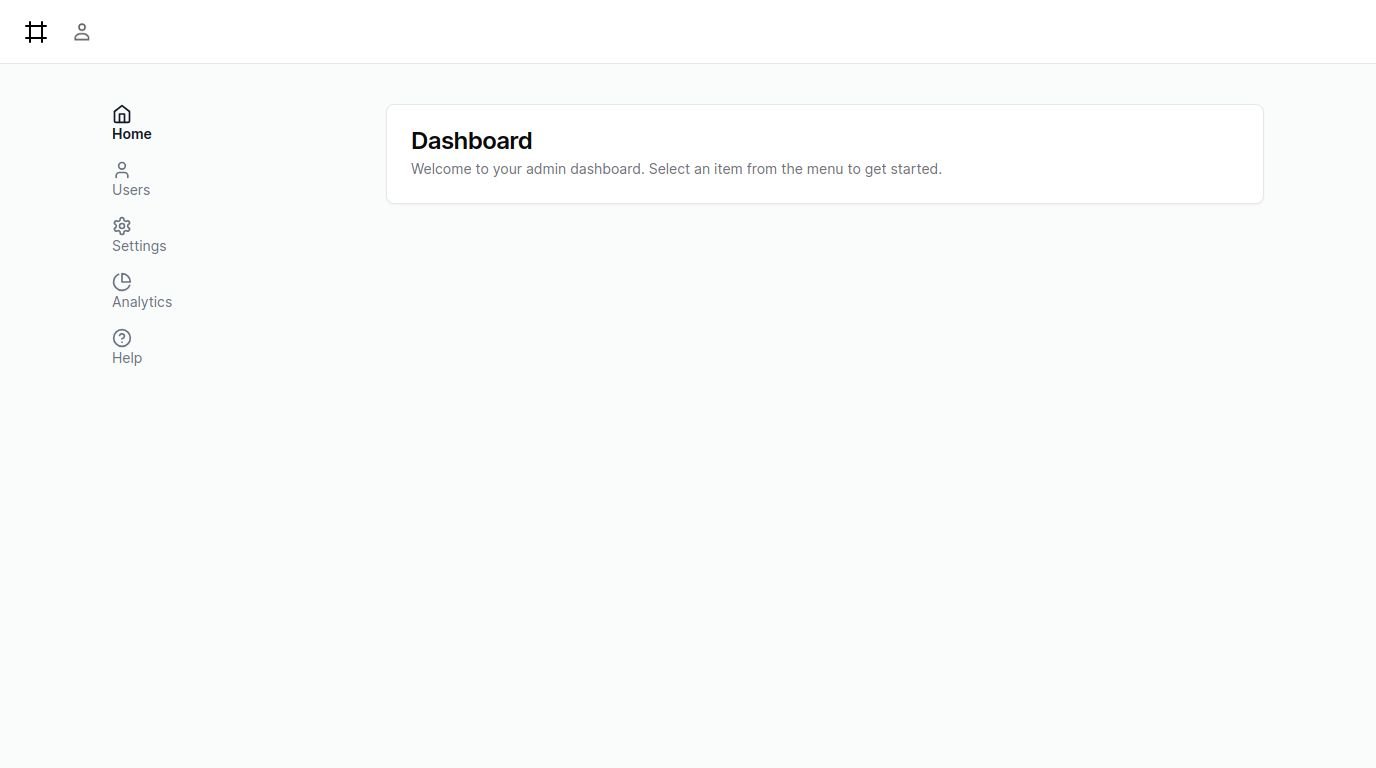 Home
Users
Settings
Analytics
Help
Dashboard
Welcome to your admin dashboard. Select an item from the menu to get started.